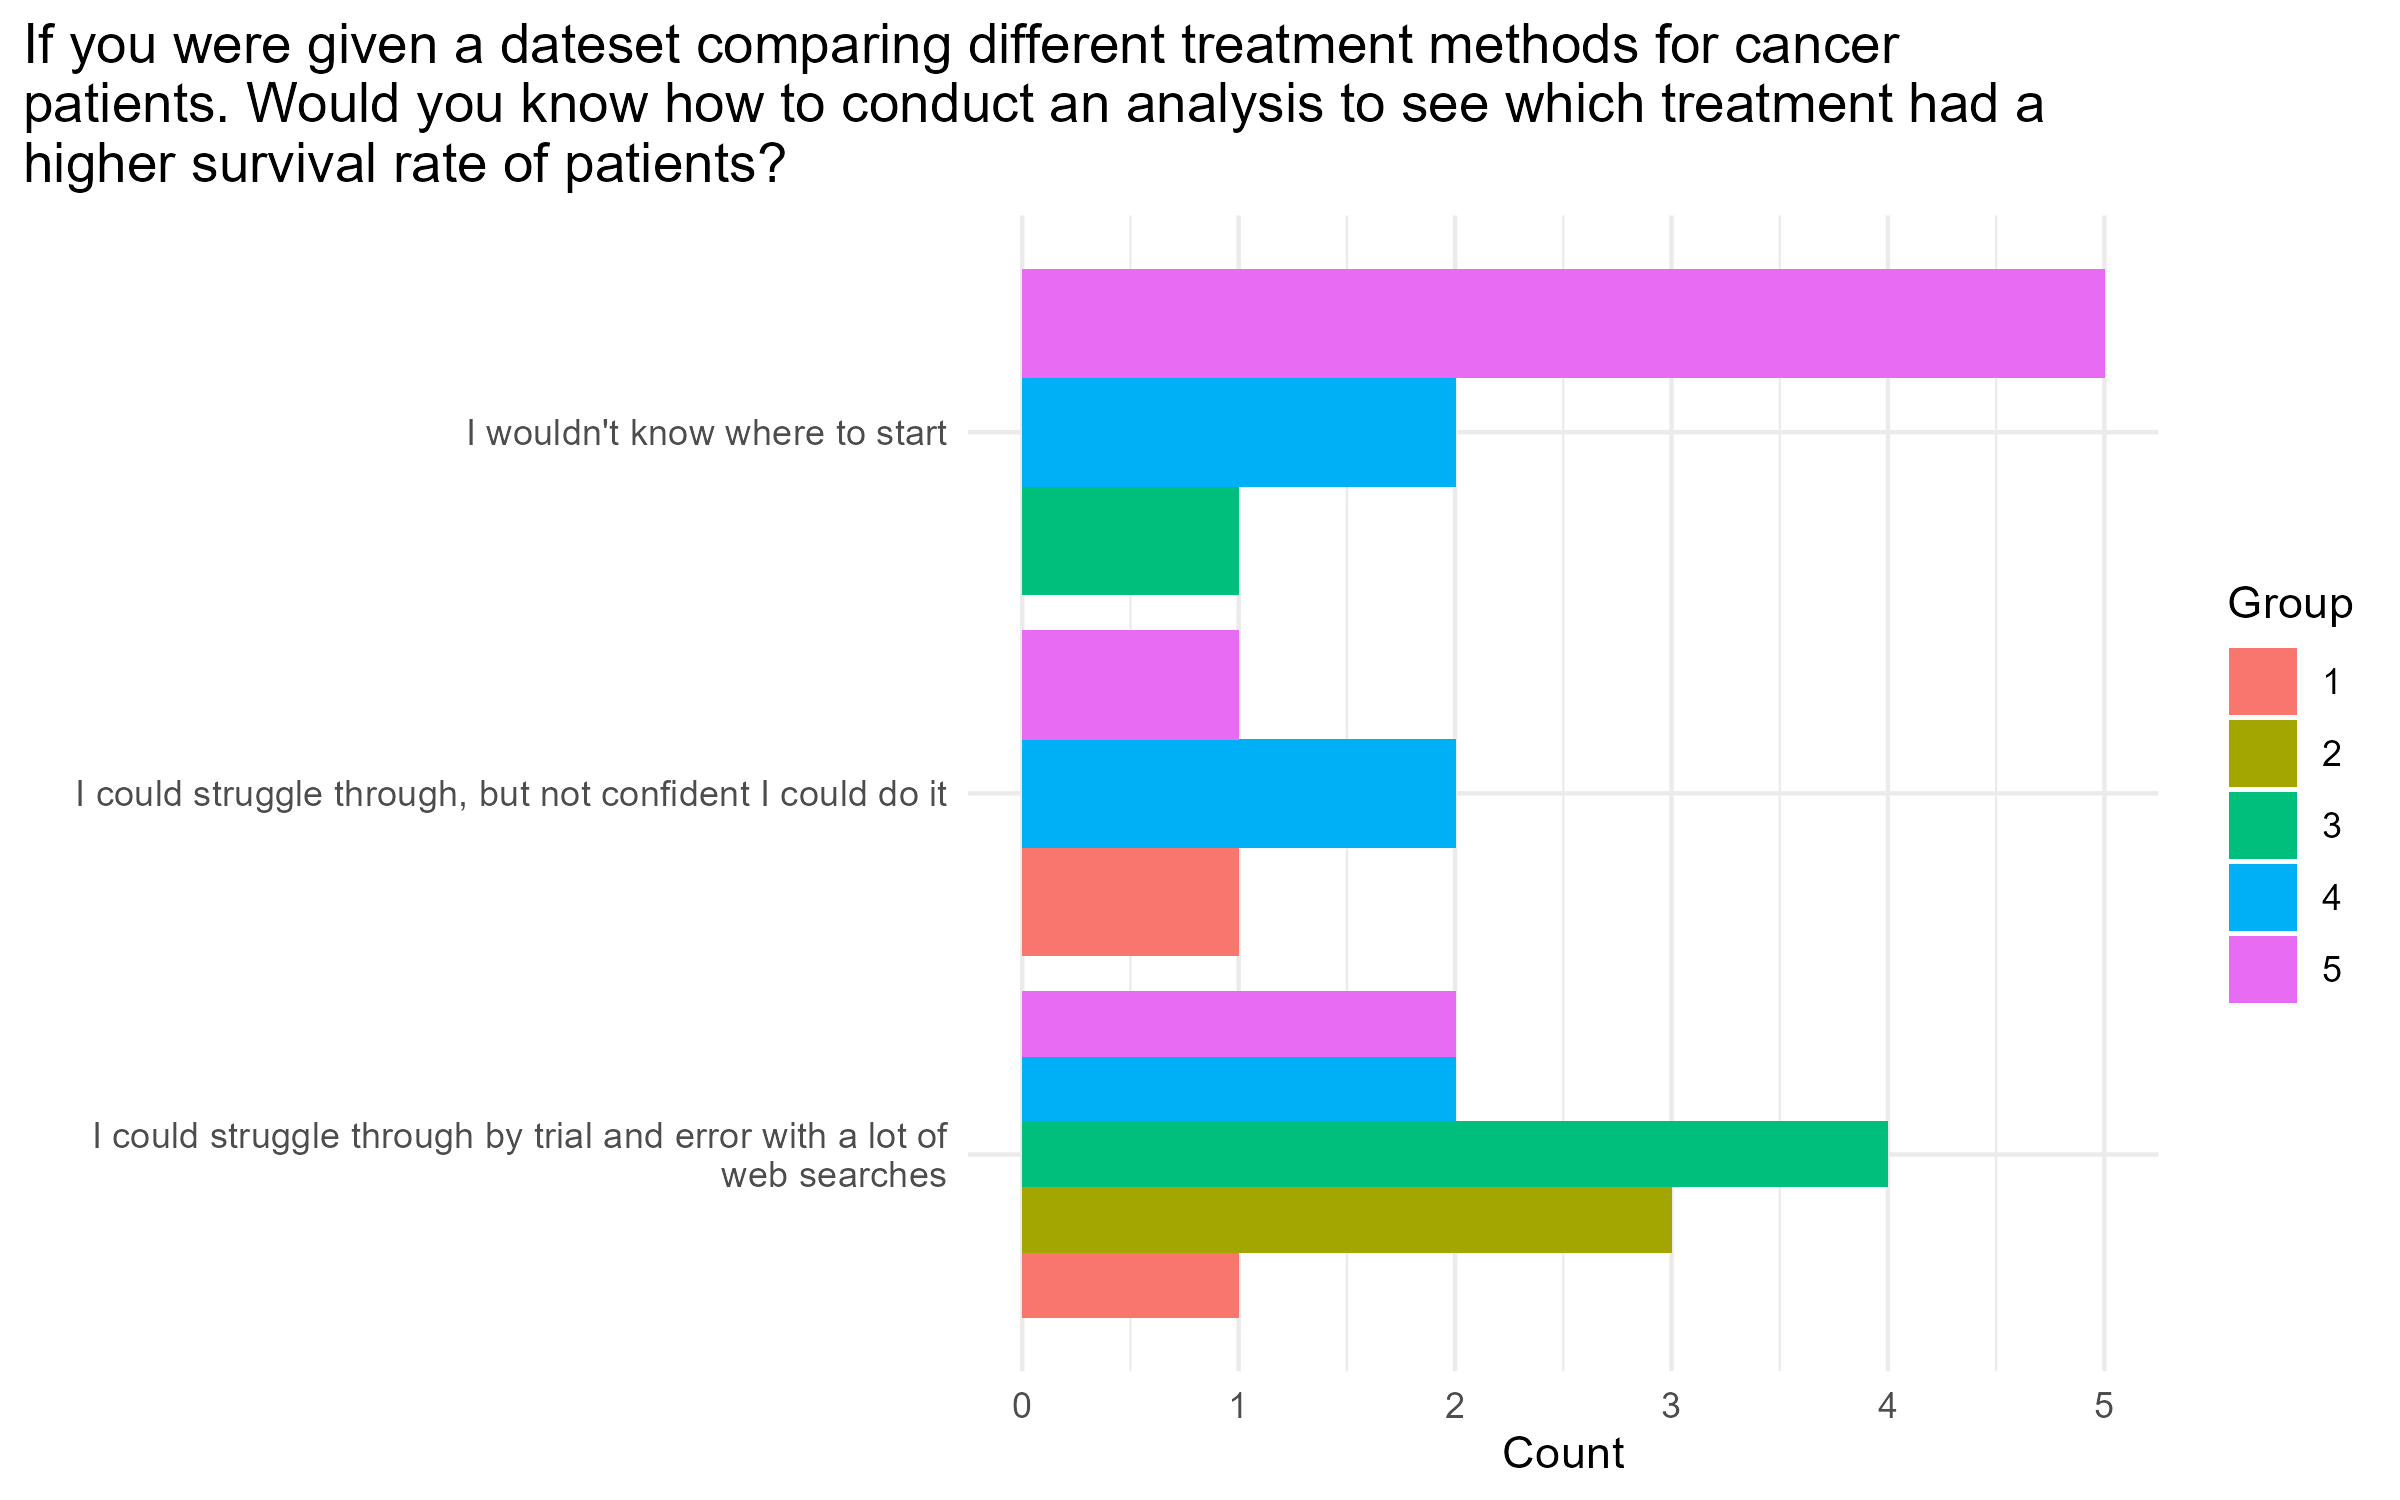 If you were given a dateset comparing different treatment methods for cancer
patients. Would you know how to conduct an analysis to see which treatment had a
higher survival rate of patients?
I wouldn't know where to start
I could struggle through, but not confident I could do it
I could struggle through by trial and error with a lot of
web searches
0 1 2 3 4 5
Count
Group
1
2
3
4
5